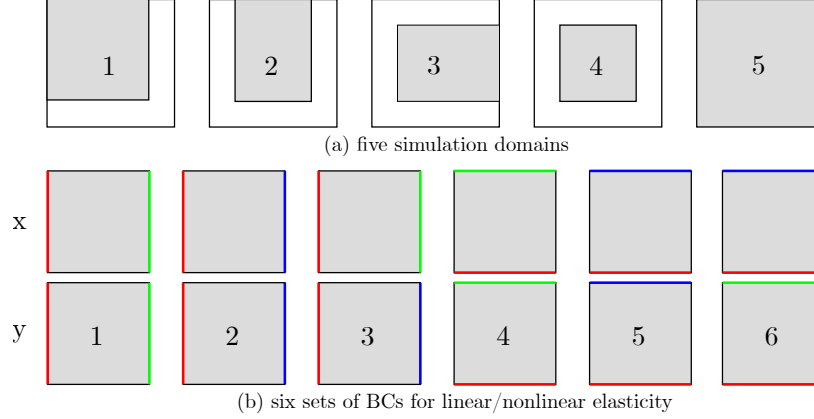 1 2 3 4 5
(a) five simulation domains
x
y 1 2 3 4 5 6
(b) six sets of BCs for linear/nonlinear elasticity